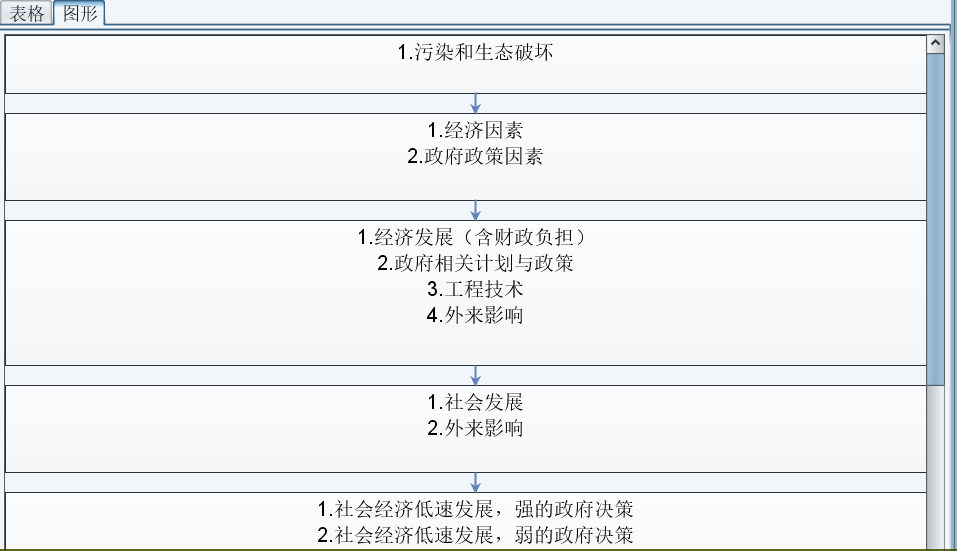 表格 图形
1.污染和生态破坏
1.经济因素
2.政府政策因素
1.经济发展（含财政负担）
2.政府相关计划与政策
3.工程技术
4.外来影响
1.社会发展
2.外来影响
1.社会经济低速发展，强的政府决策
2.社会经济低速发展，弱的政府决策